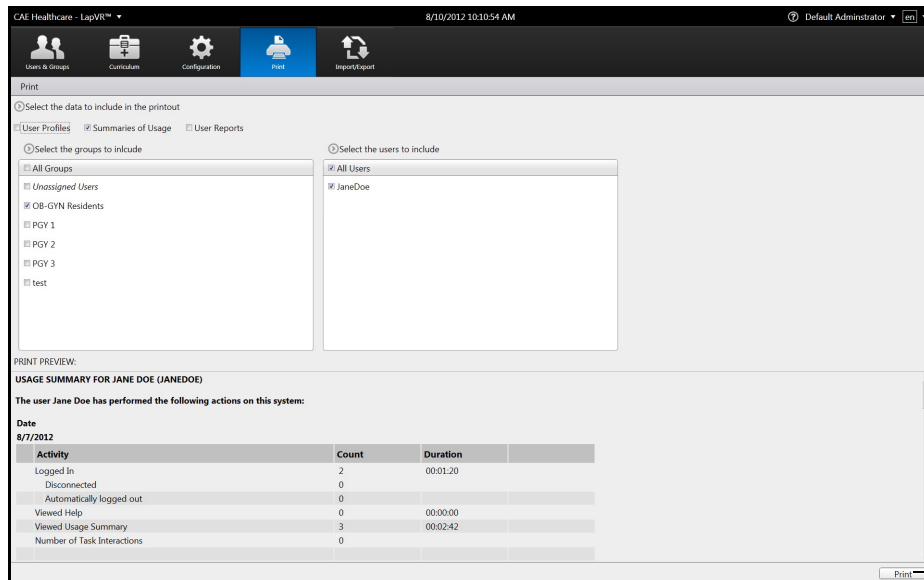 CAE Healthcare - LapVR™ ▾ 8/10/2012 10:10:54 AM ? Default Adminstrator ▾ en
Users & Groups Curriculum Configuration Print Import/Export
Print
Select the data to include in the printout
User Profiles Summaries of Usage User Reports
Select the groups to inlcude Select the users to include
All Groups All Users
Unassigned Users JaneDoe
OB-GYN Residents
PGY 1
PGY 2
PGY 3
test
PRINT PREVIEW:
USAGE SUMMARY FOR JANE DOE (JANEDOE)
The user Jane Doe has performed the following actions on this system:
Date
8/7/2012
Activity Count Duration
Logged In 2 00:01:20
Disconnected 0
Automatically logged out 0
Viewed Help 0 00:00:00
Viewed Usage Summary 3 00:02:42
Number of Task Interactions 0
Print